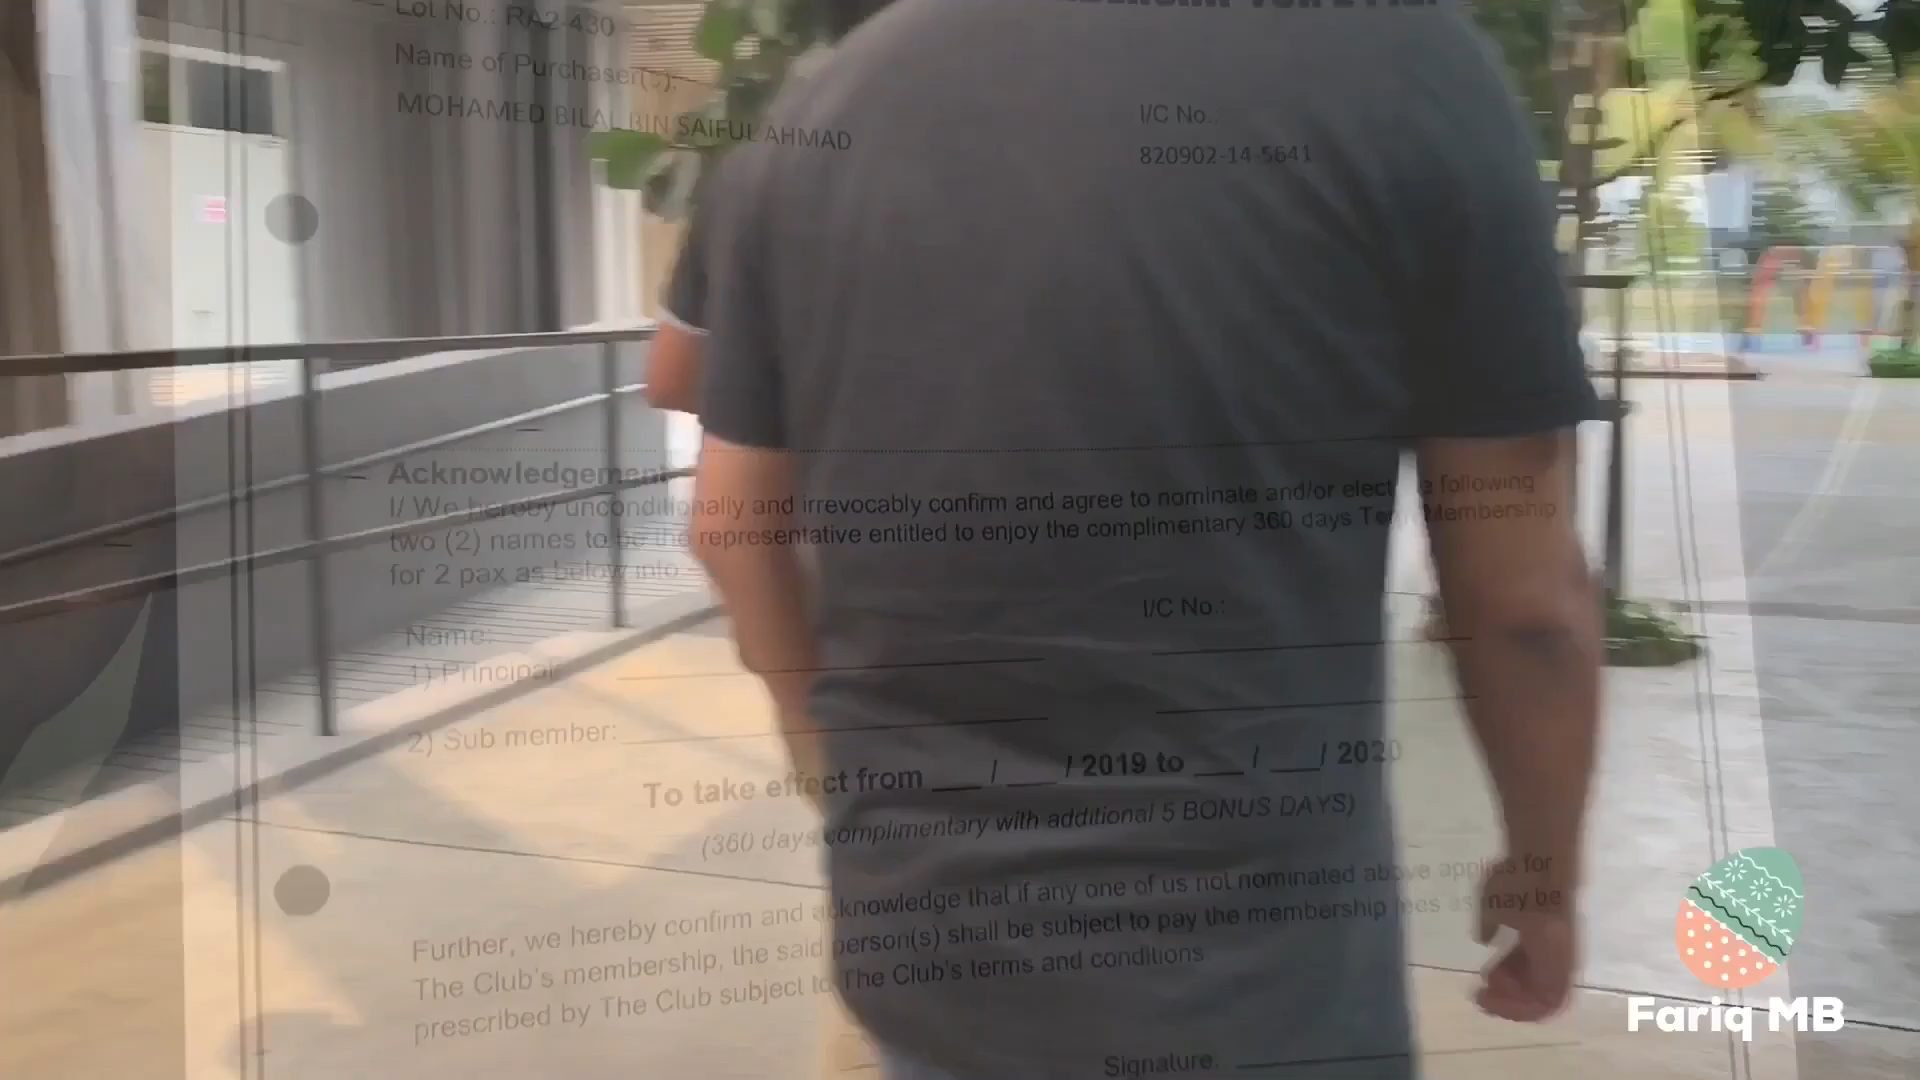 Lot No.: RA2-430
Name of Purchaser(s):
MOHAMED BILAL BIN SAIFUL AHMAD
I/C No.:
820902-14-5641
Acknowledgement
I/ We hereby unconditionally and irrevocably confirm and agree to nominate and/or elect following
two (2) names to be the representative entitled to enjoy the complimentary 360 days Membership
for 2 pax as below info
Name:
I/C No.:
1) Principal:
2) Sub member:
To take effect from ___ / ___ / 2019 to ___ / ___ / 2020
(360 days complimentary with additional 5 BONUS DAYS)
Further, we hereby confirm and acknowledge that if any one of us not nominated above applies for
The Club's membership, the said person(s) shall be subject to pay the membership fees as may be
prescribed by The Club subject to The Club's terms and conditions
Signature.
Fariq MB